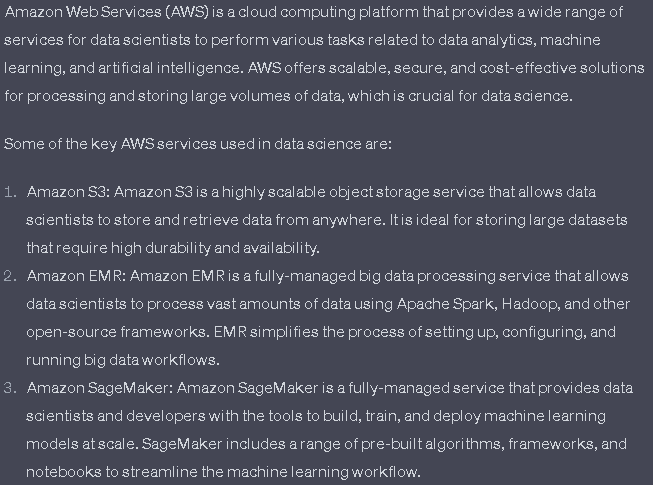 Amazon Web Services (AWS) is a cloud computing platform that provides a wide range of
services for data scientists to perform various tasks related to data analytics, machine
learning, and artificial intelligence. AWS offers scalable, secure, and cost-effective solutions
for processing and storing large volumes of data, which is crucial for data science.
Some of the key AWS services used in data science are:
1. Amazon S3: Amazon S3 is a highly scalable object storage service that allows data
scientists to store and retrieve data from anywhere. It is ideal for storing large datasets
that require high durability and availability.
2. Amazon EMR: Amazon EMR is a fully-managed big data processing service that allows
data scientists to process vast amounts of data using Apache Spark, Hadoop, and other
open-source frameworks. EMR simplifies the process of setting up, configuring, and
running big data workflows.
3. Amazon SageMaker: Amazon SageMaker is a fully-managed service that provides data
scientists and developers with the tools to build, train, and deploy machine learning
models at scale. SageMaker includes a range of pre-built algorithms, frameworks, and
notebooks to streamline the machine learning workflow.